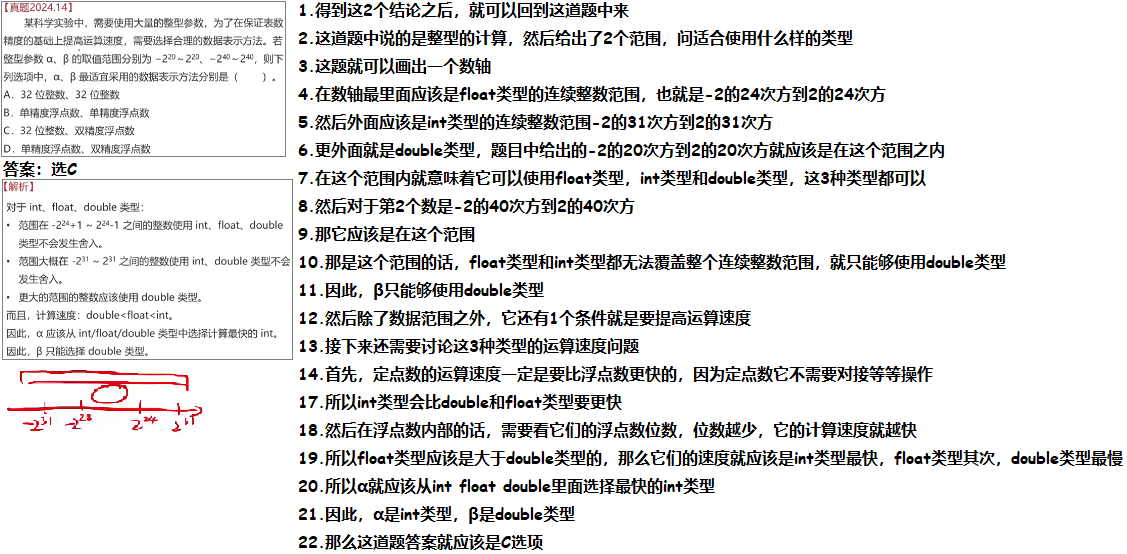 【真题2024.14】
某科学实验中，需要使用大量的整型参数，为了在保证表数
精度的基础上提高运算速度，需要选择合理的数据表示方法。若
整型参数 α、β 的取值范围分别为 -2²⁰～2²⁰、-2⁴⁰～2⁴⁰，则下
列选项中，α、β 最适宜采用的数据表示方法分别是（　　）。
A．32 位整数、32 位整数
B．单精度浮点数、单精度浮点数
C．32 位整数、双精度浮点数
D．单精度浮点数、双精度浮点数
答案：选C
【解析】
对于 int、float、double 类型：
• 范围在 -2²⁴+1 ~ 2²⁴-1 之间的整数使用 int、float、double
类型不会发生舍入。
• 范围大概在 -2³¹ ~ 2³¹ 之间的整数使用 int、double 类型不会
发生舍入。
• 更大的范围的整数应该使用 double 类型。
而且，计算速度：double<float<int。
因此，α 应该从 int/float/double 类型中选择计算最快的 int。
因此，β 只能选择 double 类型。
-2³¹ -2²⁴ 2²⁴ 2³¹
1.得到这2个结论之后，就可以回到这道题中来
2.这道题中说的是整型的计算，然后给出了2个范围，问适合使用什么样的类型
3.这题就可以画出一个数轴
4.在数轴最里面应该是float类型的连续整数范围，也就是-2的24次方到2的24次方
5.然后外面应该是int类型的连续整数范围-2的31次方到2的31次方
6.更外面就是double类型，题目中给出的-2的20次方到2的20次方就应该是在这个范围之内
7.在这个范围内就意味着它可以使用float类型，int类型和double类型，这3种类型都可以
8.然后对于第2个数是-2的40次方到2的40次方
9.那它应该是在这个范围
10.那是这个范围的话，float类型和int类型都无法覆盖整个连续整数范围，就只能够使用double类型
11.因此，β只能够使用double类型
12.然后除了数据范围之外，它还有1个条件就是要提高运算速度
13.接下来还需要讨论这3种类型的运算速度问题
14.首先，定点数的运算速度一定是要比浮点数更快的，因为定点数它不需要对接等等操作
17.所以int类型会比double和float类型要更快
18.然后在浮点数内部的话，需要看它们的浮点数位数，位数越少，它的计算速度就越快
19.所以float类型应该是大于double类型的，那么它们的速度就应该是int类型最快，float类型其次，double类型最慢
20.所以α就应该从int float double里面选择最快的int类型
21.因此，α是int类型，β是double类型
22.那么这道题答案就应该是C选项